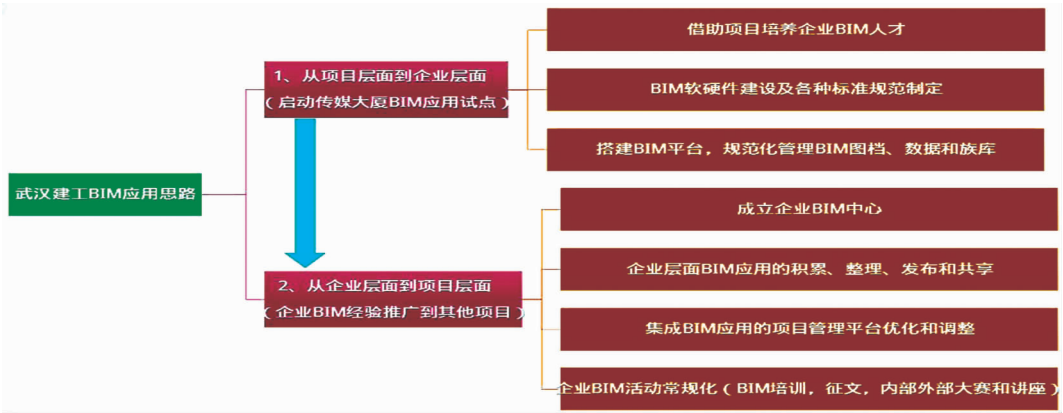 武汉建工BIM应用思路
1、从项目层面到企业层面
（启动传媒大厦BIM应用试点）
借助项目培养企业BIM人才
BIM软硬件建设及各种标准规范制定
搭建BIM平台，规范化管理BIM图档、数据和族库
2、从企业层面到项目层面
（企业BIM经验推广到其他项目）
成立企业BIM中心
企业层面BIM应用的积累、整理、发布和共享
集成BIM应用的项目管理平台优化和调整
企业BIM活动常规化（BIM培训，征文，内部外部大赛和讲座）